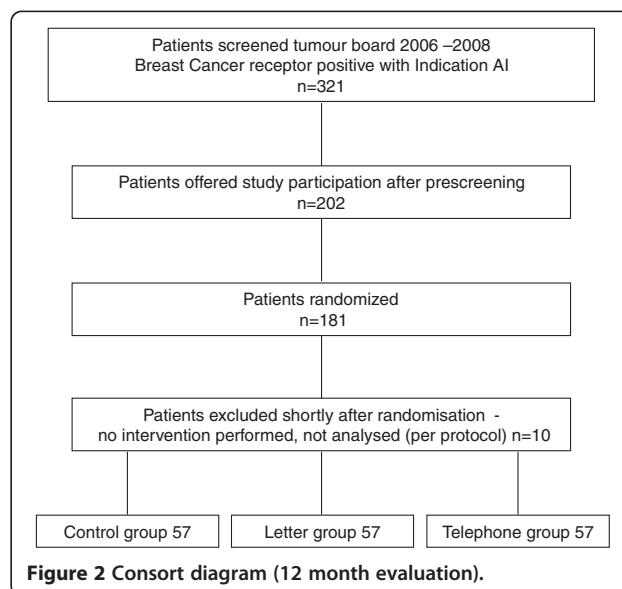 Patients screened tumour board 2006 –2008
Breast Cancer receptor positive with Indication AI
n=321
Patients offered study participation after prescreening
n=202
Patients randomized
n=181
Patients excluded shortly after randomisation -
no intervention performed, not analysed (per protocol) n=10
Control group 57
Letter group 57
Telephone group 57
Figure 2 Consort diagram (12 month evaluation).